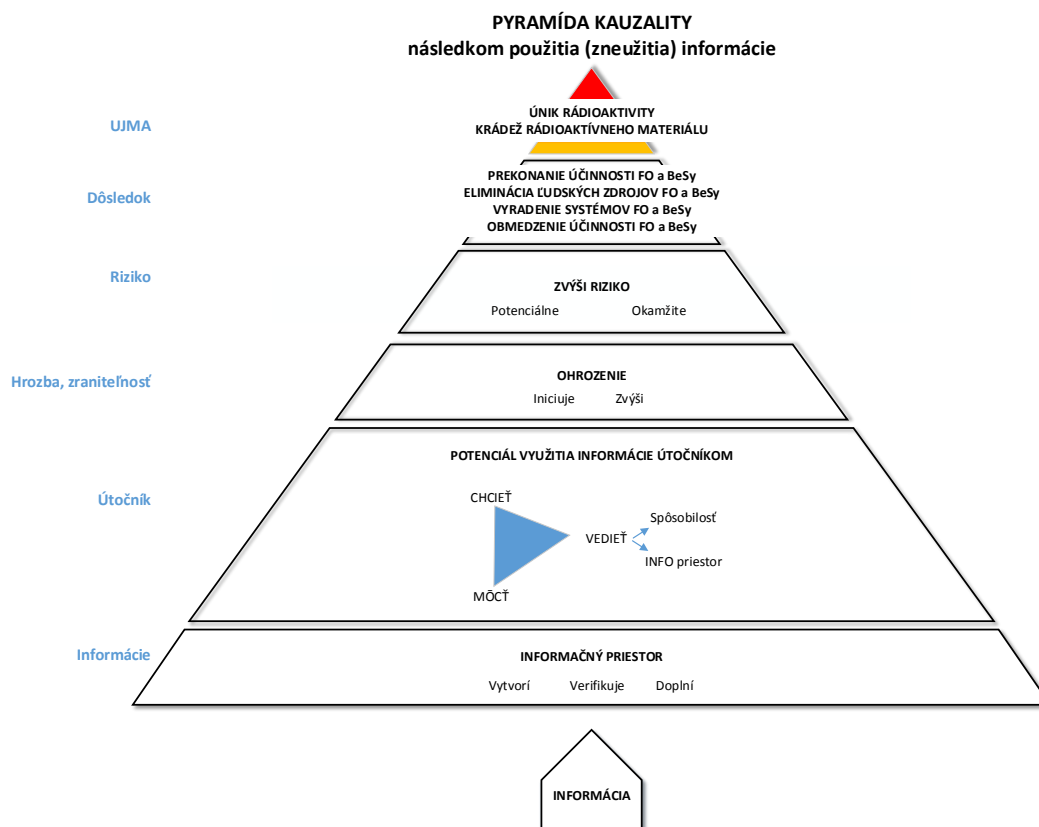 PYRAMÍDA KAUZALITY
následkom použitia (zneužitia) informácie
UJMA
ÚNIK RÁDIOAKTIVITY
KRÁDEŽ RÁDIOAKTÍVNEHO MATERIÁLU
Dôsledok
PREKONANIE ÚČINNOSTI FO a BeSy
ELIMINÁCIA ĽUDSKÝCH ZDROJOV FO a BeSy
VYRADENIE SYSTÉMOV FO a BeSy
OBMEDZENIE ÚČINNOSTI FO a BeSy
Riziko
ZVÝŠI RIZIKO
Potenciálne Okamžite
Hrozba, zraniteľnosť
OHROZENIE
Iniciuje Zvýši
POTENCIÁL VYUŽITIA INFORMÁCIE ÚTOČNÍKOM
Útočník
CHCIEŤ
Spôsobilosť
VEDIEŤ
INFO priestor
MÔCŤ
Informácie
INFORMAČNÝ PRIESTOR
Vytvorí Verifikuje Doplní
INFORMÁCIA